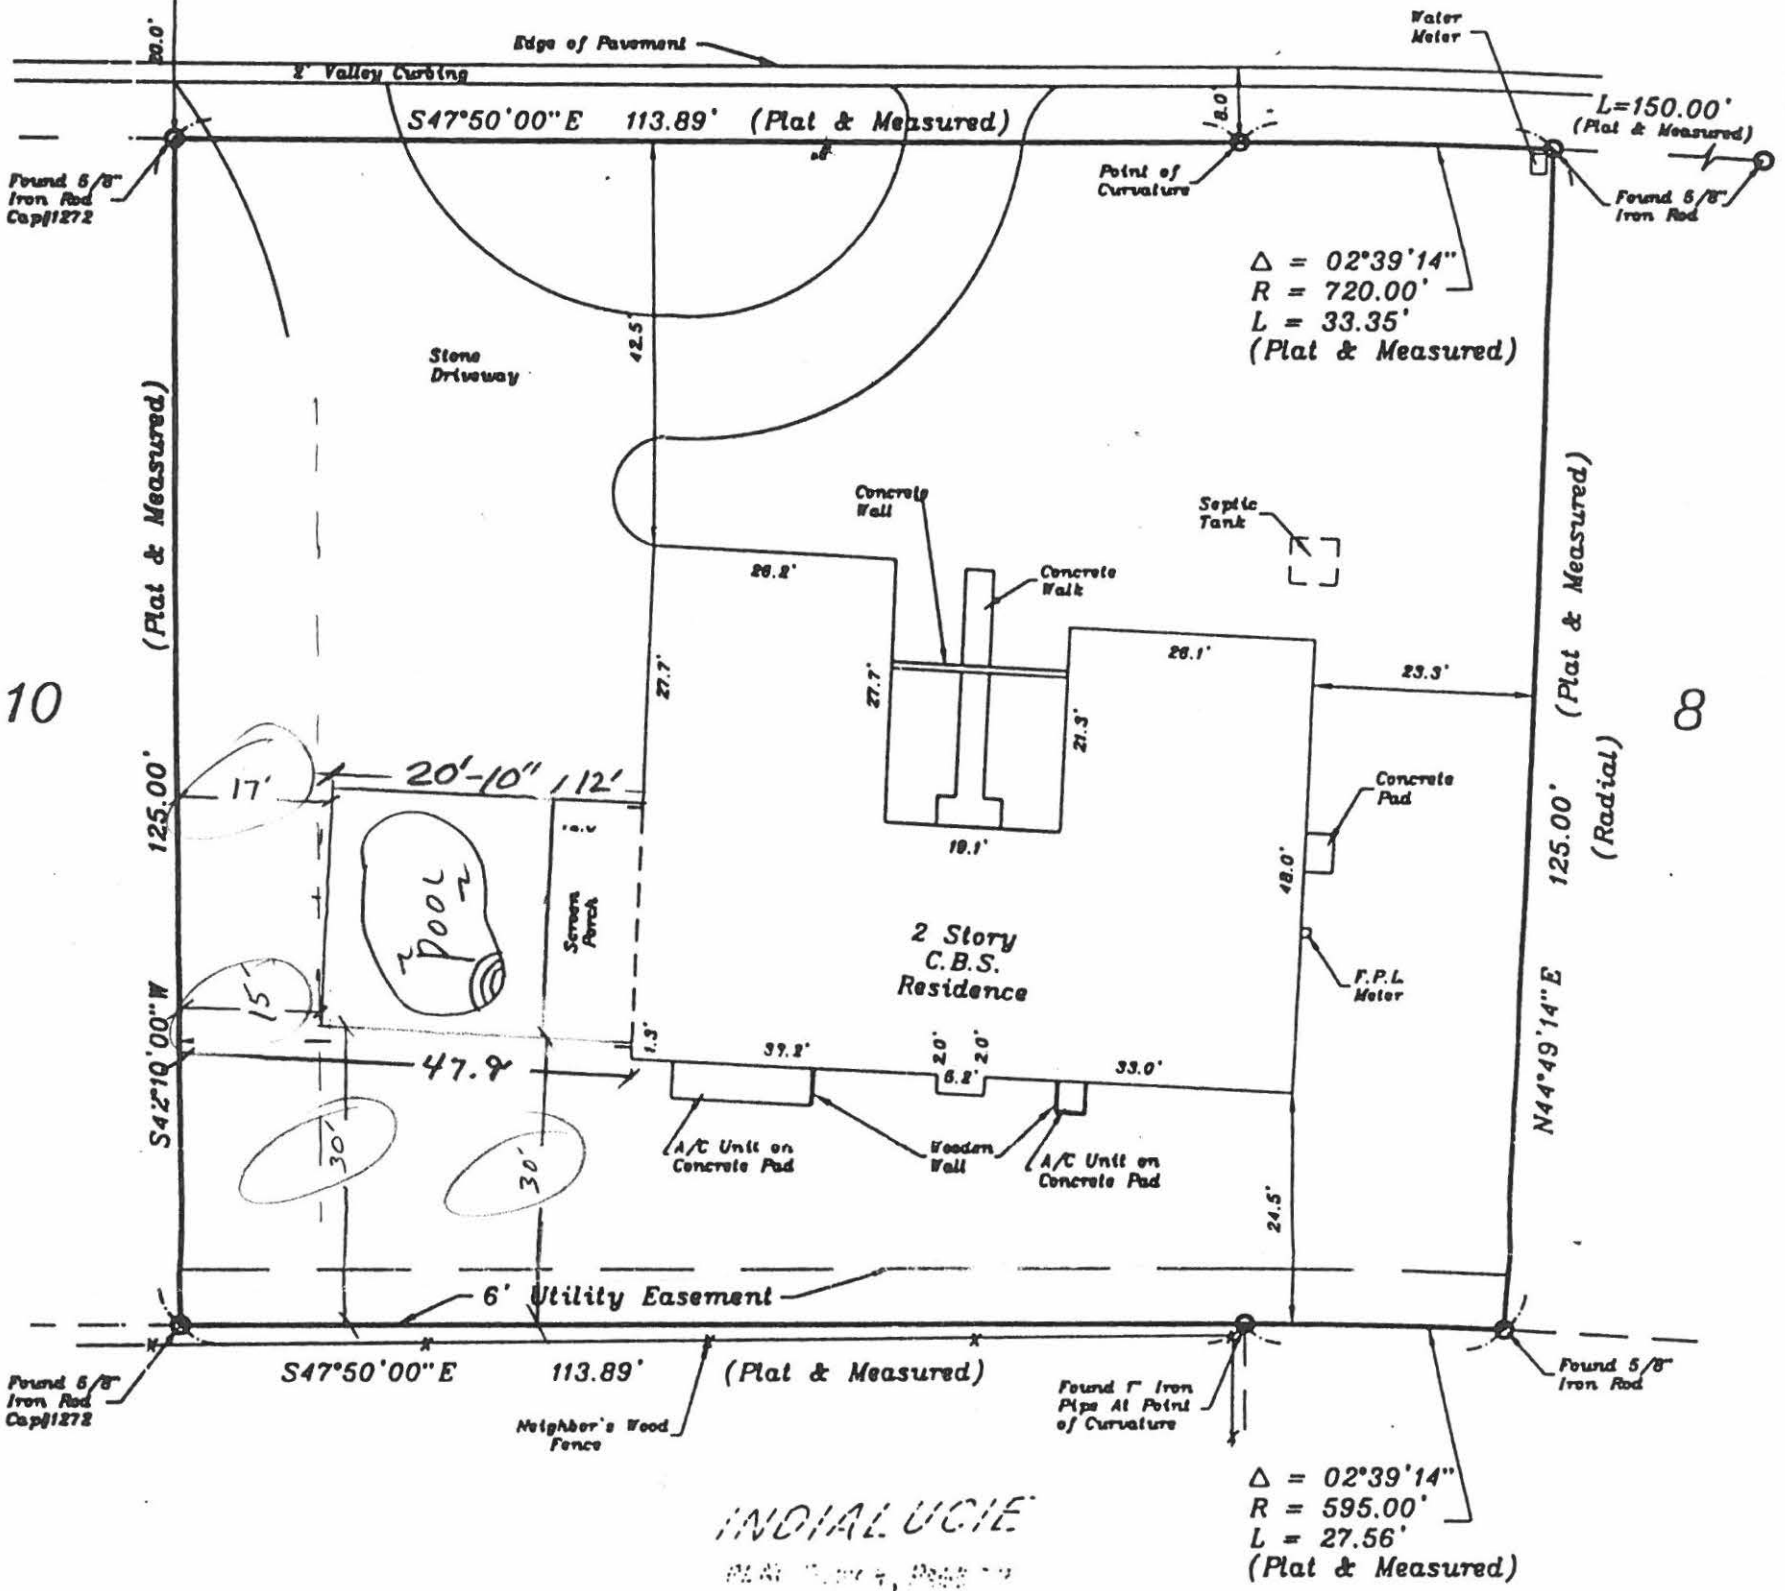 Water
Meter
20.0'
Edge of Pavement
2' Valley Curbing
S47°50'00"E 113.89' (Plat & Measured)
8.0'
L=150.00'
(Plat & Measured)
Found 5/8"
Iron Rod
Cap#1272
Point of
Curvature
Found 5/8"
Iron Rod
Δ = 02°39'14"
R = 720.00'
L = 33.35'
(Plat & Measured)
42.5'
Stone
Driveway
Concrete
Wall
Septic
Tank
26.2'
Concrete
Walk
26.1'
23.3'
27.7'
27.7'
21.3'
10
8
S42°10'00"W 125.00' (Plat & Measured)
N44°49'14"E 125.00' (Plat & Measured)
(Radial)
17'
20'-10"
12'
Concrete
Pad
19.1'
48.0'
POOL
Screen
Porch
2 Story
C.B.S.
Residence
F.P.L.
Meter
15'
47.9
1.3'
39.2'
2.0'
2.0'
6.2'
33.0'
30'
30'
A/C Unit on
Concrete Pad
Wooden
Wall
A/C Unit on
Concrete Pad
24.5'
6' Utility Easement
S47°50'00"E 113.89' (Plat & Measured)
Found 5/8"
Iron Rod
Cap#1272
Neighbor's Wood
Fence
Found 1" Iron
Pipe At Point
of Curvature
Found 5/8"
Iron Rod
Δ = 02°39'14"
R = 595.00'
L = 27.56'
(Plat & Measured)
INDIALUCIE